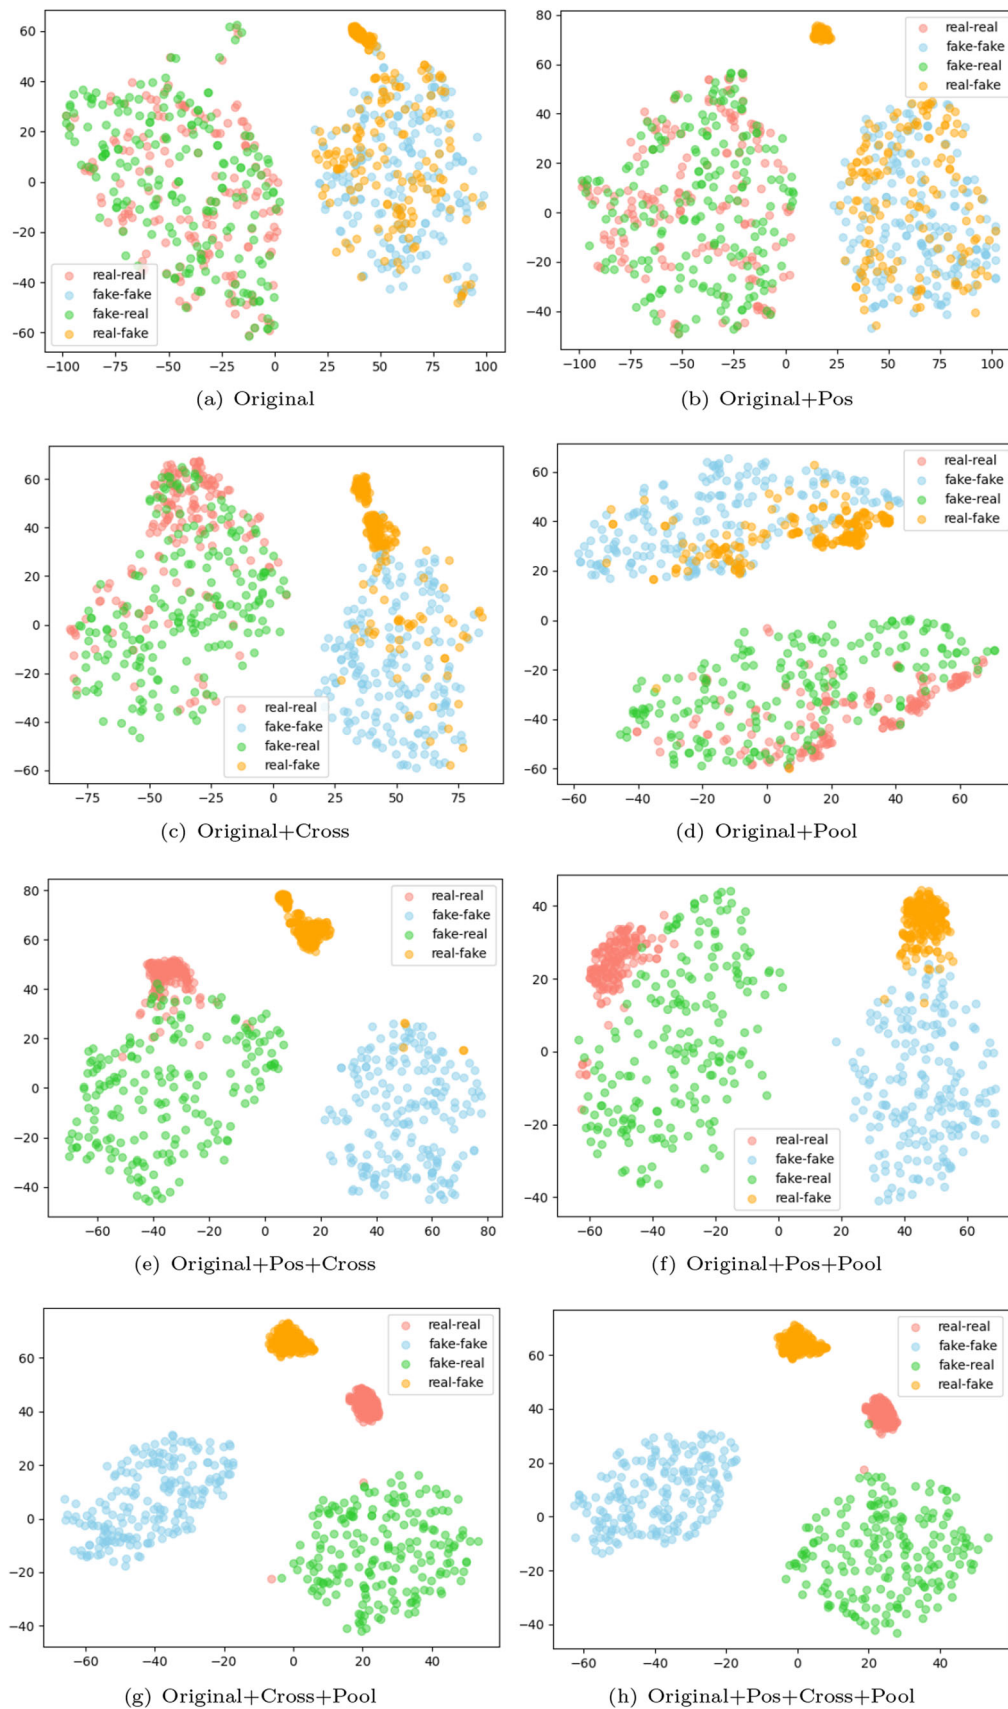 60
40
20
0
−20
−40
−60
real-real
fake-fake
fake-real
real-fake
−100 −75 −50 −25 0 25 50 75 100
(a) Original
80
60
40
20
0
−20
−40
real-real
fake-fake
fake-real
real-fake
−100 −75 −50 −25 0 25 50 75 100
(b) Original+Pos
60
40
20
0
−20
−40
−60
real-real
fake-fake
fake-real
real-fake
−75 −50 −25 0 25 50 75
(c) Original+Cross
60
40
20
0
−20
−40
−60
real-real
fake-fake
fake-real
real-fake
−60 −40 −20 0 20 40 60
(d) Original+Pool
80
60
40
20
0
−20
−40
real-real
fake-fake
fake-real
real-fake
−60 −40 −20 0 20 40 60 80
(e) Original+Pos+Cross
40
20
0
−20
−40
real-real
fake-fake
fake-real
real-fake
−60 −40 −20 0 20 40 60
(f) Original+Pos+Pool
60
40
20
0
−20
−40
real-real
fake-fake
fake-real
real-fake
−60 −40 −20 0 20 40
(g) Original+Cross+Pool
60
40
20
0
−20
−40
real-real
fake-fake
fake-real
real-fake
−60 −40 −20 0 20 40
(h) Original+Pos+Cross+Pool